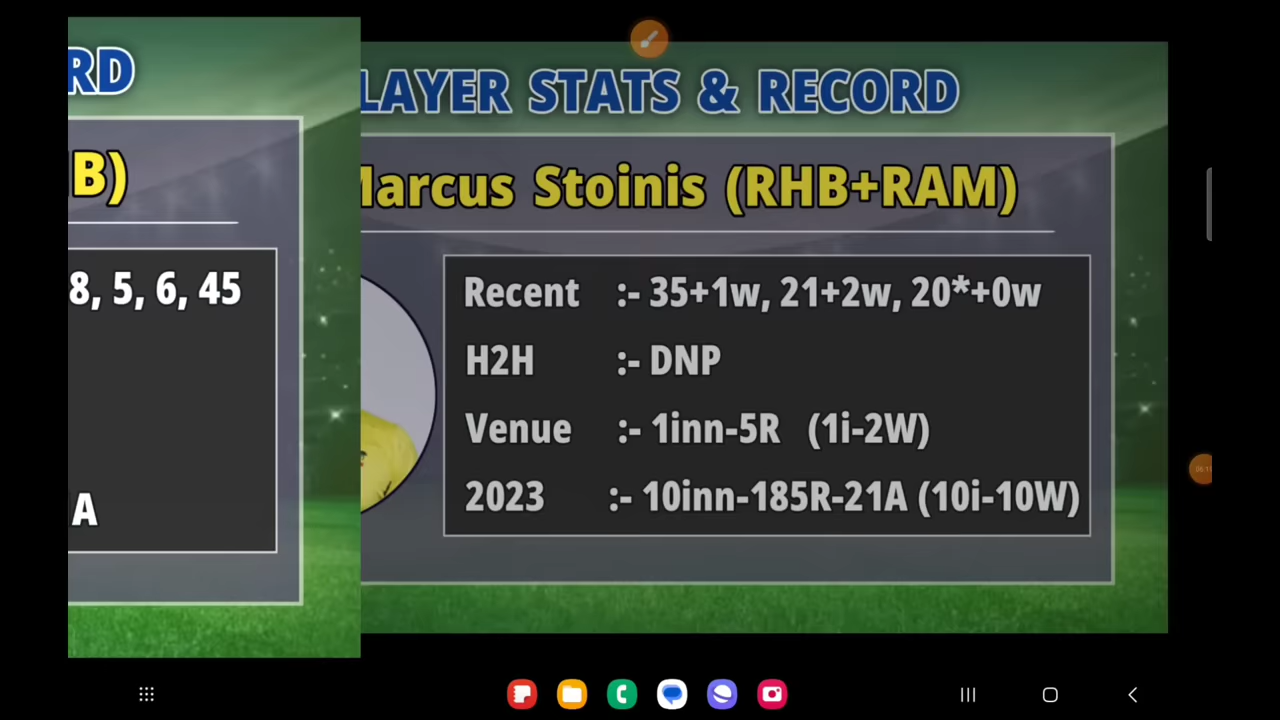 RD
B)
8, 5, 6, 45
A
LAYER STATS & RECORD
Marcus Stoinis (RHB+RAM)
Recent :- 35+1w, 21+2w, 20*+0w
H2H :- DNP
Venue :- 1inn-5R (1i-2W)
2023 :- 10inn-185R-21A (10i-10W)